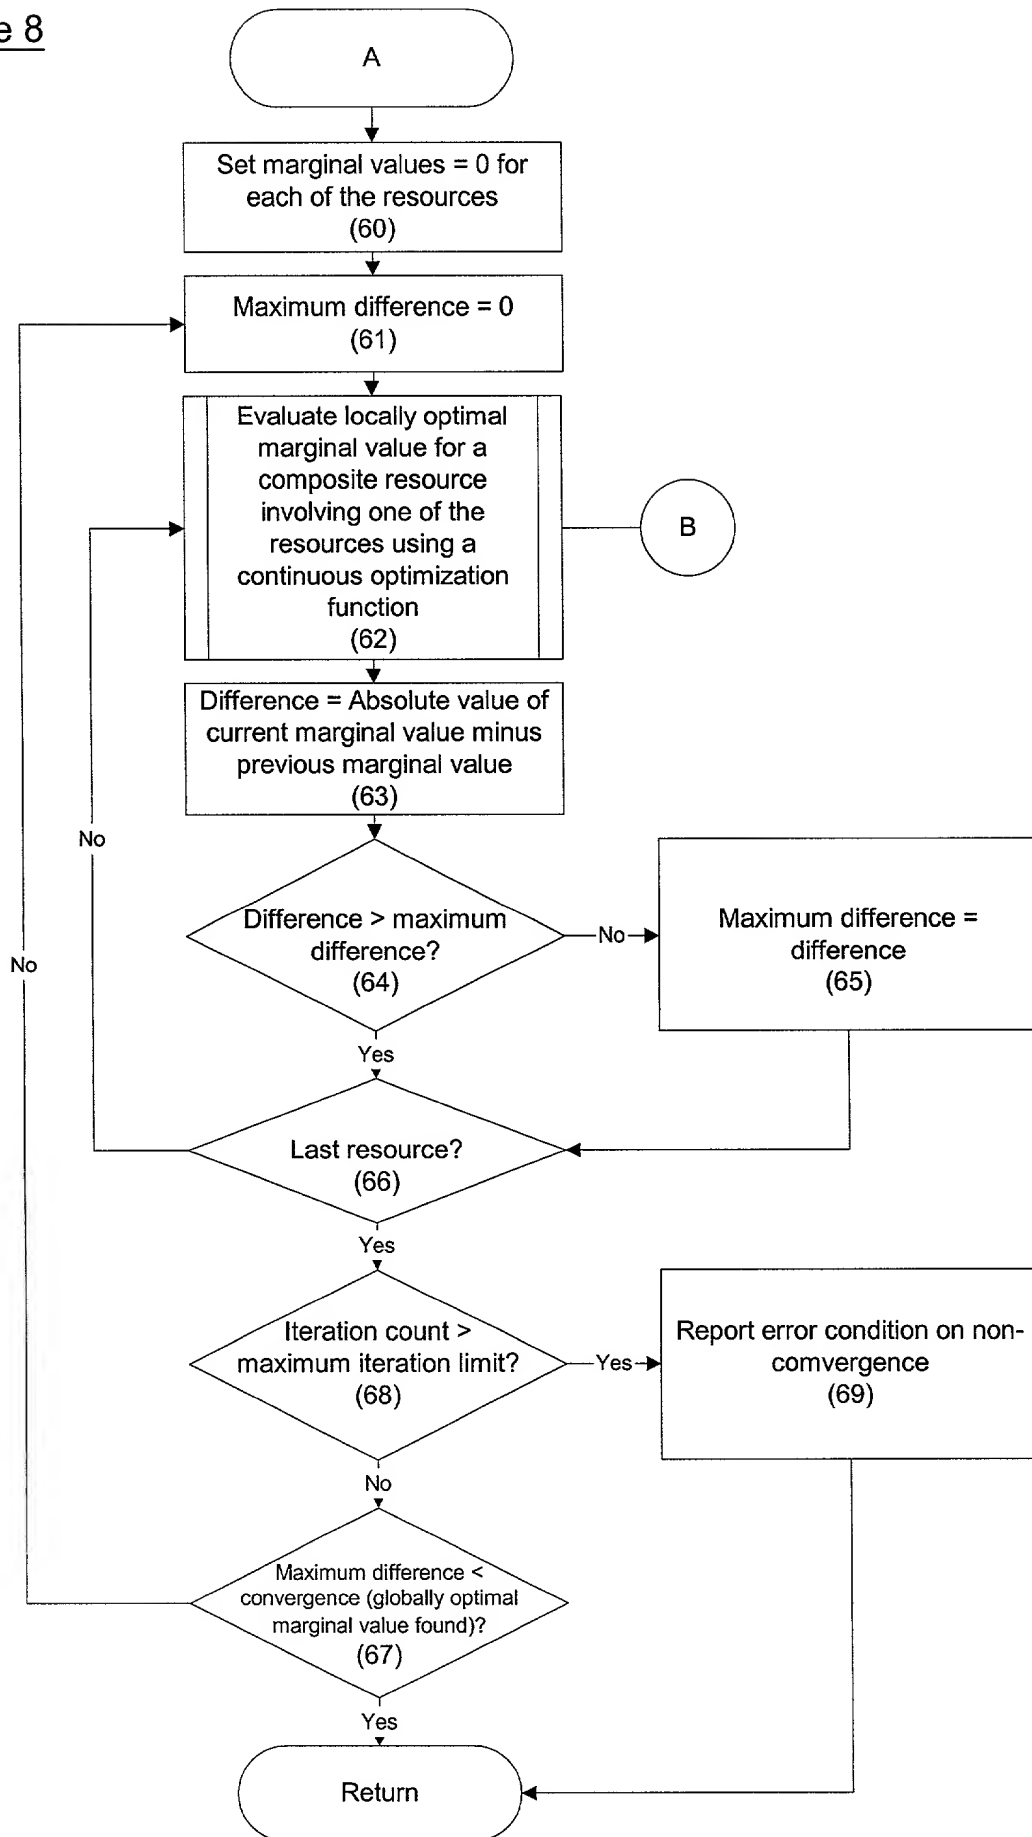 e 8
A
Set marginal values = 0 for
each of the resources
(60)
Maximum difference = 0
(61)
Evaluate locally optimal
marginal value for a
composite resource
involving one of the
resources using a
continuous optimization
function
(62)
B
Difference = Absolute value of
current marginal value minus
previous marginal value
(63)
No
Difference > maximum
difference?
(64)
No
Maximum difference =
difference
(65)
No
Yes
Last resource?
(66)
Yes
Iteration count >
maximum iteration limit?
(68)
Yes
Report error condition on non-
comvergence
(69)
No
Maximum difference <
convergence (globally optimal
marginal value found)?
(67)
Yes
Return